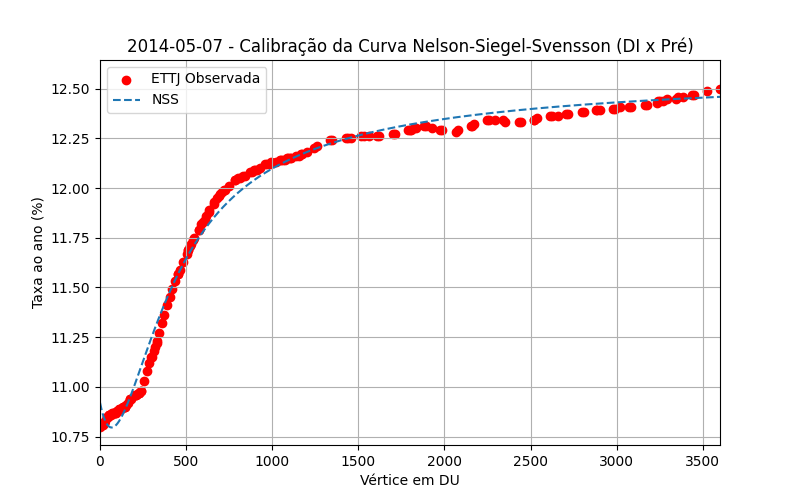 2014-05-07 - Calibração da Curva Nelson-Siegel-Svensson (DI x Pré)
ETTJ Observada
NSS
Taxa ao ano (%)
12.50
12.25
12.00
11.75
11.50
11.25
11.00
10.75
0 500 1000 1500 2000 2500 3000 3500
Vértice em DU